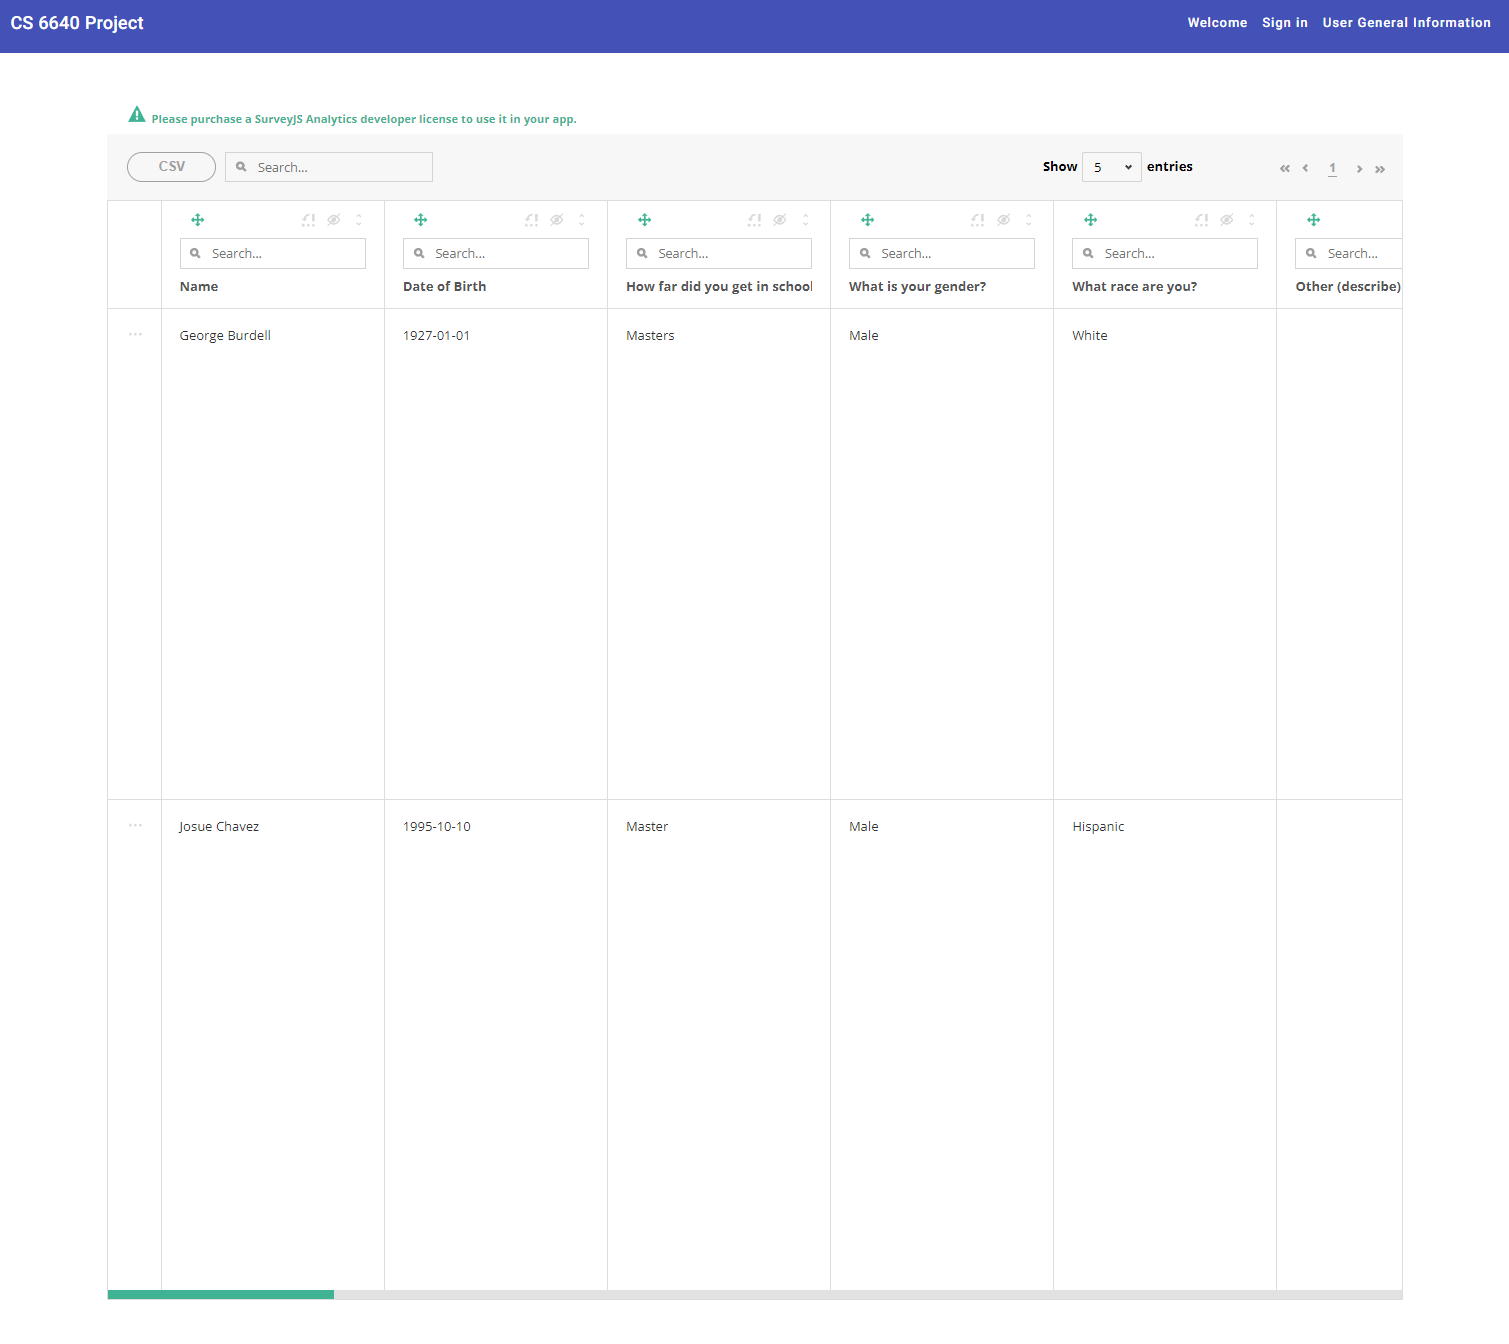 CS 6640 Project
Welcome Sign in User General Information
Please purchase a SurveyJS Analytics developer license to use it in your app.
CSV Search... Show 5 entries « ‹ 1 › »
Search... Search... Search... Search... Search... Search...
Name Date of Birth How far did you get in school What is your gender? What race are you? Other (describe)
... George Burdell 1927-01-01 Masters Male White
... Josue Chavez 1995-10-10 Master Male Hispanic